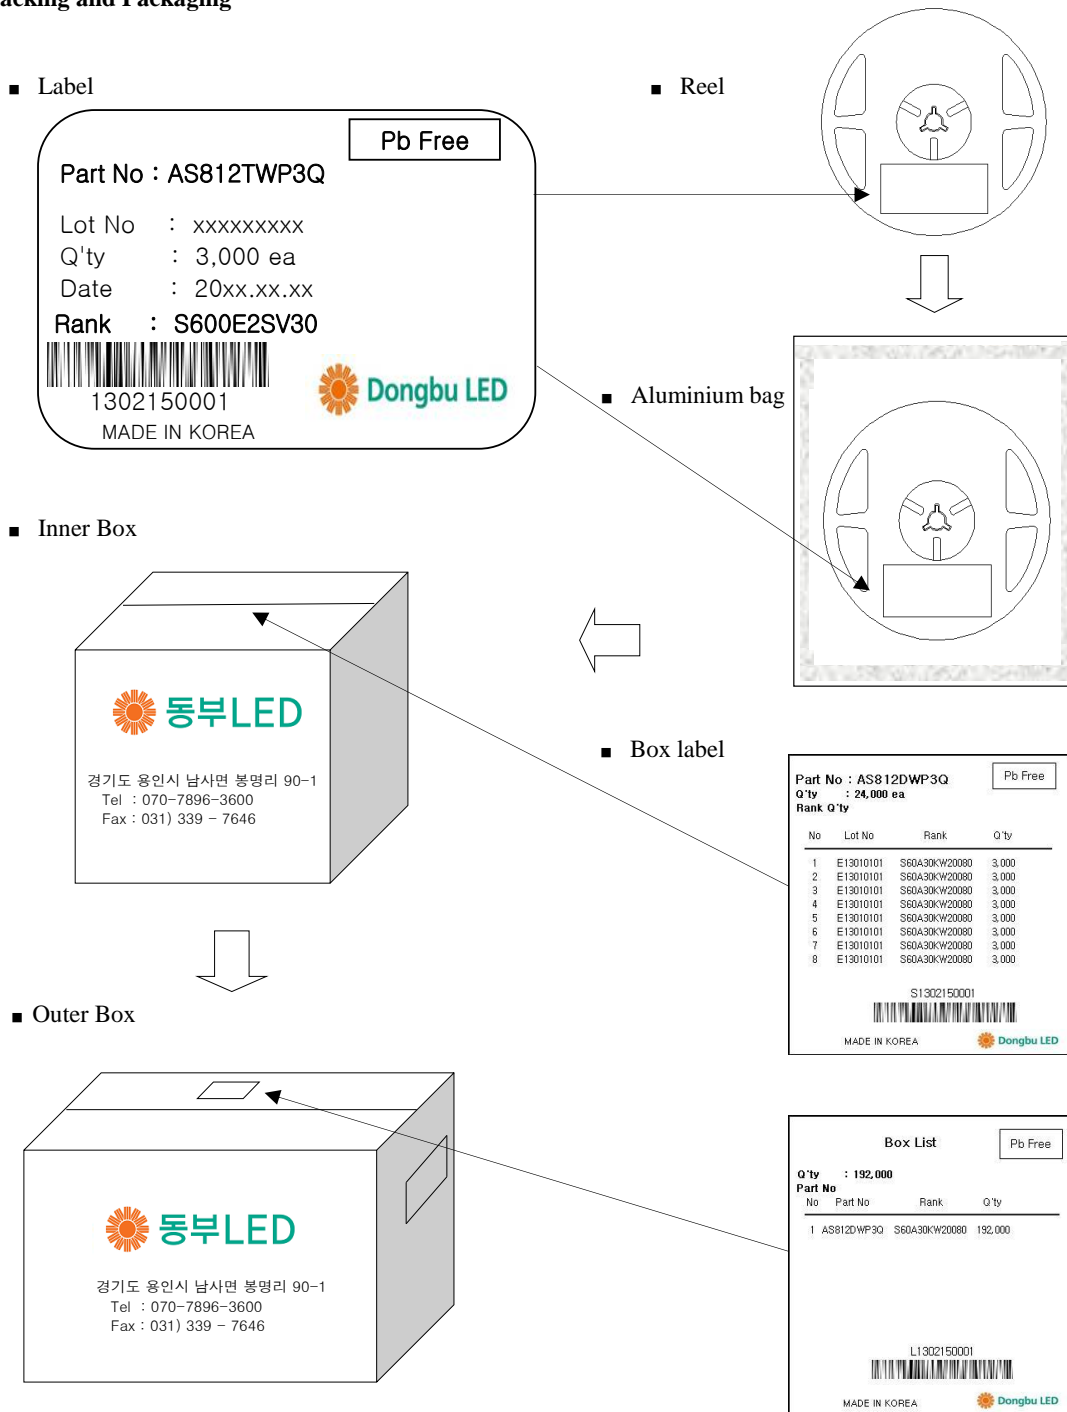 Packing and Packaging
■ Label
Pb Free
Part No : AS812TWP3Q
Lot No : xxxxxxxxx
Q'ty : 3,000 ea
Date : 20xx.xx.xx
Rank : S600E2SV30
1302150001
MADE IN KOREA
Dongbu LED
■ Reel
■ Aluminium bag
■ Inner Box
동부LED
경기도 용인시 남사면 봉명리 90-1
Tel : 070-7896-3600
Fax : 031) 339 - 7646
■ Box label
Part No : AS812DWP3Q
Pb Free
Q'ty : 24,000 ea
Rank Q'ty
No Lot No Rank Q'ty
1 E13010101 S60A30KW20080 3,000
2 E13010101 S60A30KW20080 3,000
3 E13010101 S60A30KW20080 3,000
4 E13010101 S60A30KW20080 3,000
5 E13010101 S60A30KW20080 3,000
6 E13010101 S60A30KW20080 3,000
7 E13010101 S60A30KW20080 3,000
8 E13010101 S60A30KW20080 3,000
S1302150001
MADE IN KOREA
Dongbu LED
■ Outer Box
동부LED
경기도 용인시 남사면 봉명리 90-1
Tel : 070-7896-3600
Fax : 031) 339 - 7646
Box List
Pb Free
Q'ty : 192,000
Part No
No Part No Rank Q'ty
1 AS812DWP3Q S60A30KW20080 192,000
L1302150001
MADE IN KOREA
Dongbu LED